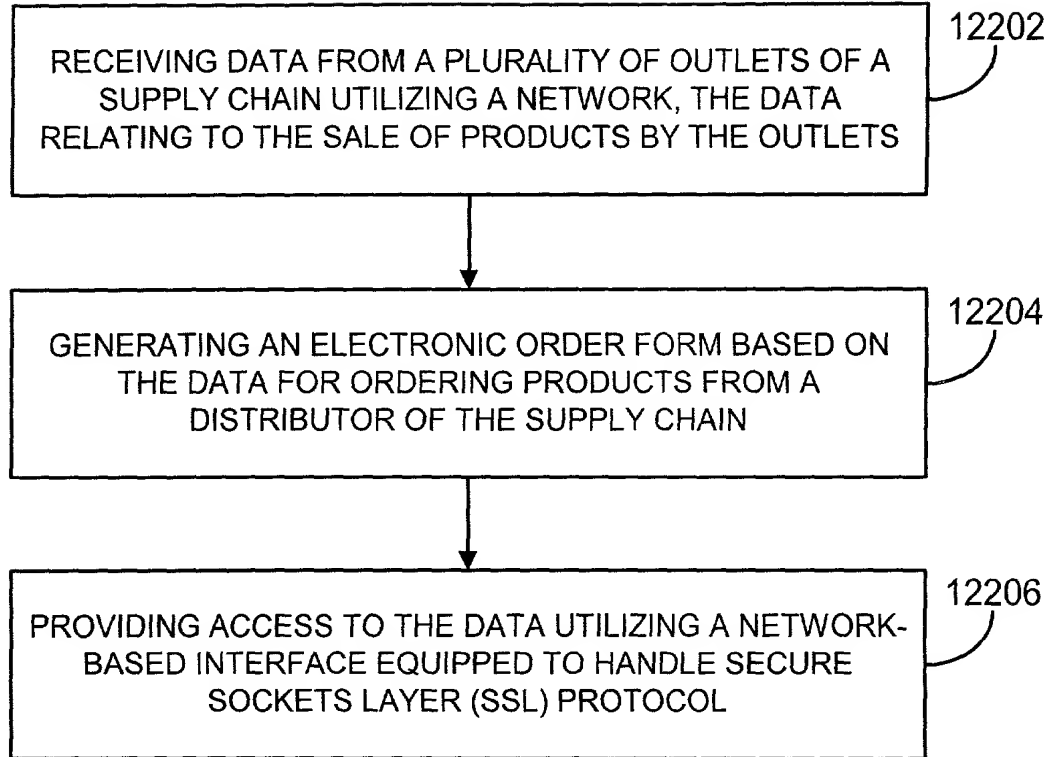 12202
RECEIVING DATA FROM A PLURALITY OF OUTLETS OF A
SUPPLY CHAIN UTILIZING A NETWORK, THE DATA
RELATING TO THE SALE OF PRODUCTS BY THE OUTLETS
12204
GENERATING AN ELECTRONIC ORDER FORM BASED ON
THE DATA FOR ORDERING PRODUCTS FROM A
DISTRIBUTOR OF THE SUPPLY CHAIN
12206
PROVIDING ACCESS TO THE DATA UTILIZING A NETWORK-
BASED INTERFACE EQUIPPED TO HANDLE SECURE
SOCKETS LAYER (SSL) PROTOCOL